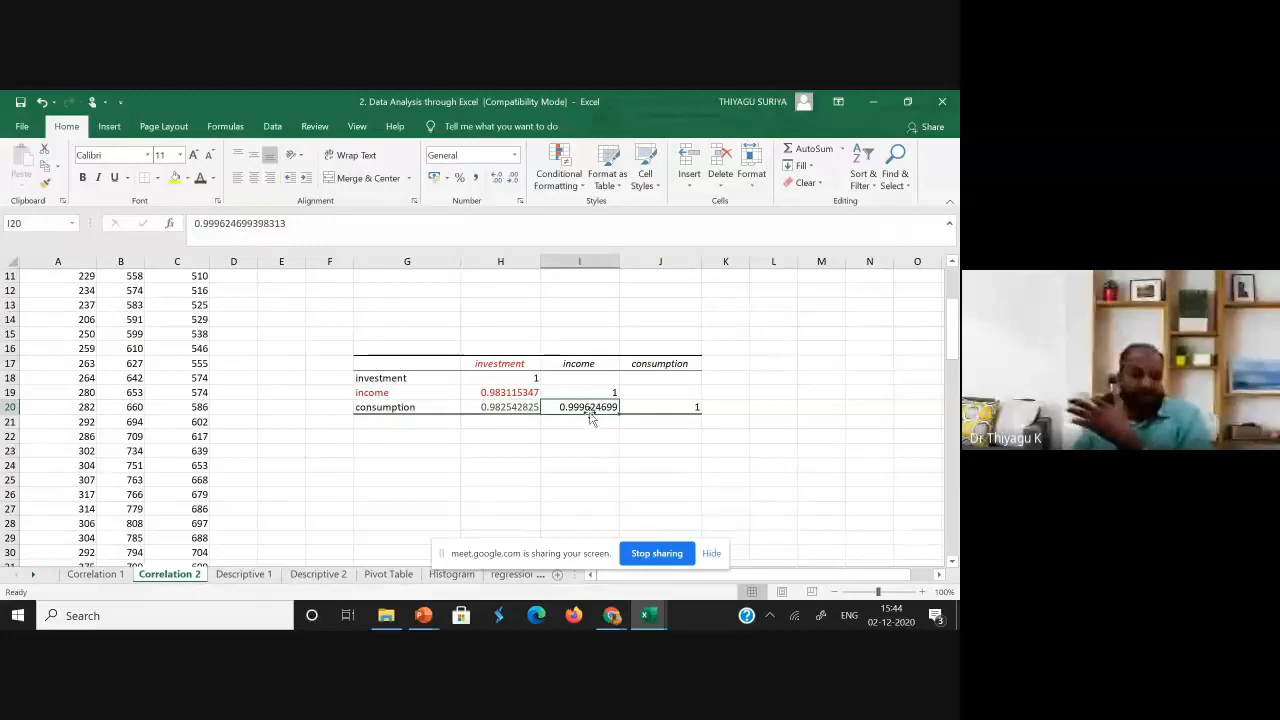 2. Data Analysis through Excel [Compatibility Mode] - Excel
THIYAGU SURIYA
File Home Insert Page Layout Formulas Data Review View Help Tell me what you want to do Share
Paste
Calibri 11
B I U
Wrap Text
Merge & Center
General
% ,
Conditional Formatting
Format as Table
Cell Styles
Insert Delete Format
AutoSum
Fill
Clear
Sort & Filter
Find & Select
Clipboard Font Alignment Number Styles Cells Editing
I20 fx 0.999624699398313
A B C D E F G H I J K L M N O
11 229 558 510
12 234 574 516
13 237 583 525
14 206 591 529
15 250 599 538
16 259 610 546
17 263 627 555 investment income consumption
18 264 642 574 investment 1
19 280 653 574 income 0.983115347 1
20 282 660 586 consumption 0.982542825 0.999624699 1
21 292 694 602
22 286 709 617
23 302 734 639
24 304 751 653
25 307 763 668
26 317 766 679
27 314 779 686
28 306 808 697
29 304 785 688
30 292 794 704
meet.google.com is sharing your screen. Stop sharing Hide
Correlation 1 Correlation 2 Descriptive 1 Descriptive 2 Pivot Table Histogram regression ...
Ready 100%
Search
ENG
15:44
02-12-2020
3
Dr Thiyagu K